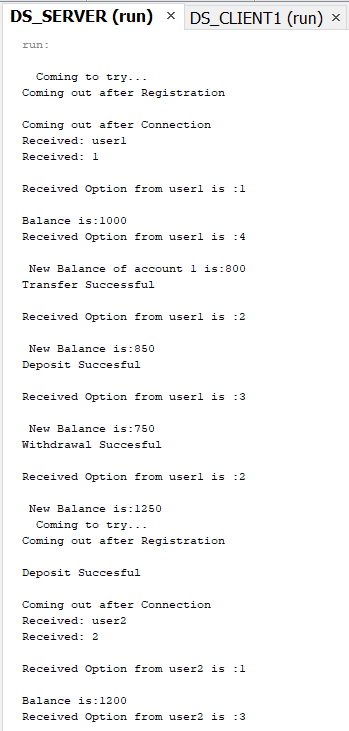 DS_SERVER (run) × DS_CLIENT1 (run) ×
run:
Coming to try...
Coming out after Registration
Coming out after Connection
Received: user1
Received: 1
Received Option from user1 is :1
Balance is:1000
Received Option from user1 is :4
New Balance of account 1 is:800
Transfer Successful
Received Option from user1 is :2
New Balance is:850
Deposit Succesful
Received Option from user1 is :3
New Balance is:750
Withdrawal Succesful
Received Option from user1 is :2
New Balance is:1250
Coming to try...
Coming out after Registration
Deposit Succesful
Coming out after Connection
Received: user2
Received: 2
Received Option from user2 is :1
Balance is:1200
Received Option from user2 is :3